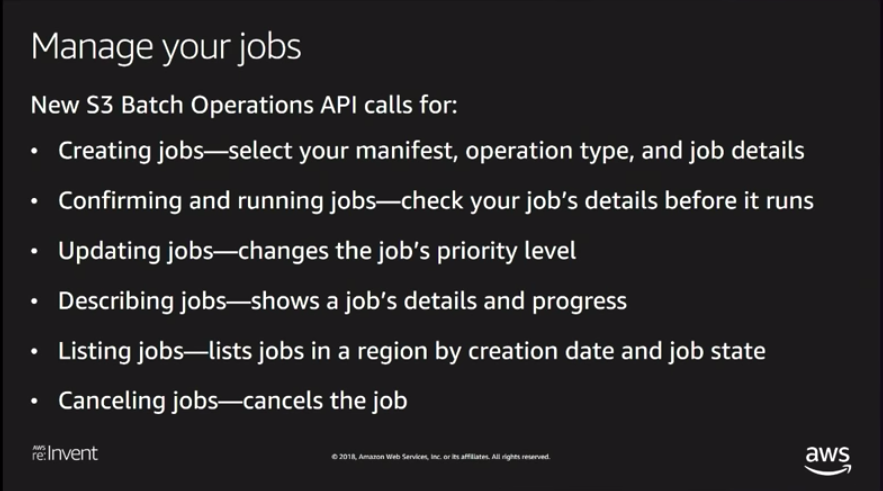 Manage your jobs
New S3 Batch Operations API calls for:
• Creating jobs—select your manifest, operation type, and job details
• Confirming and running jobs—check your job's details before it runs
• Updating jobs—changes the job's priority level
• Describing jobs—shows a job's details and progress
• Listing jobs—lists jobs in a region by creation date and job state
• Canceling jobs—cancels the job
AWS
re:Invent
© 2018, Amazon Web Services, Inc. or its affiliates. All rights reserved.
aws